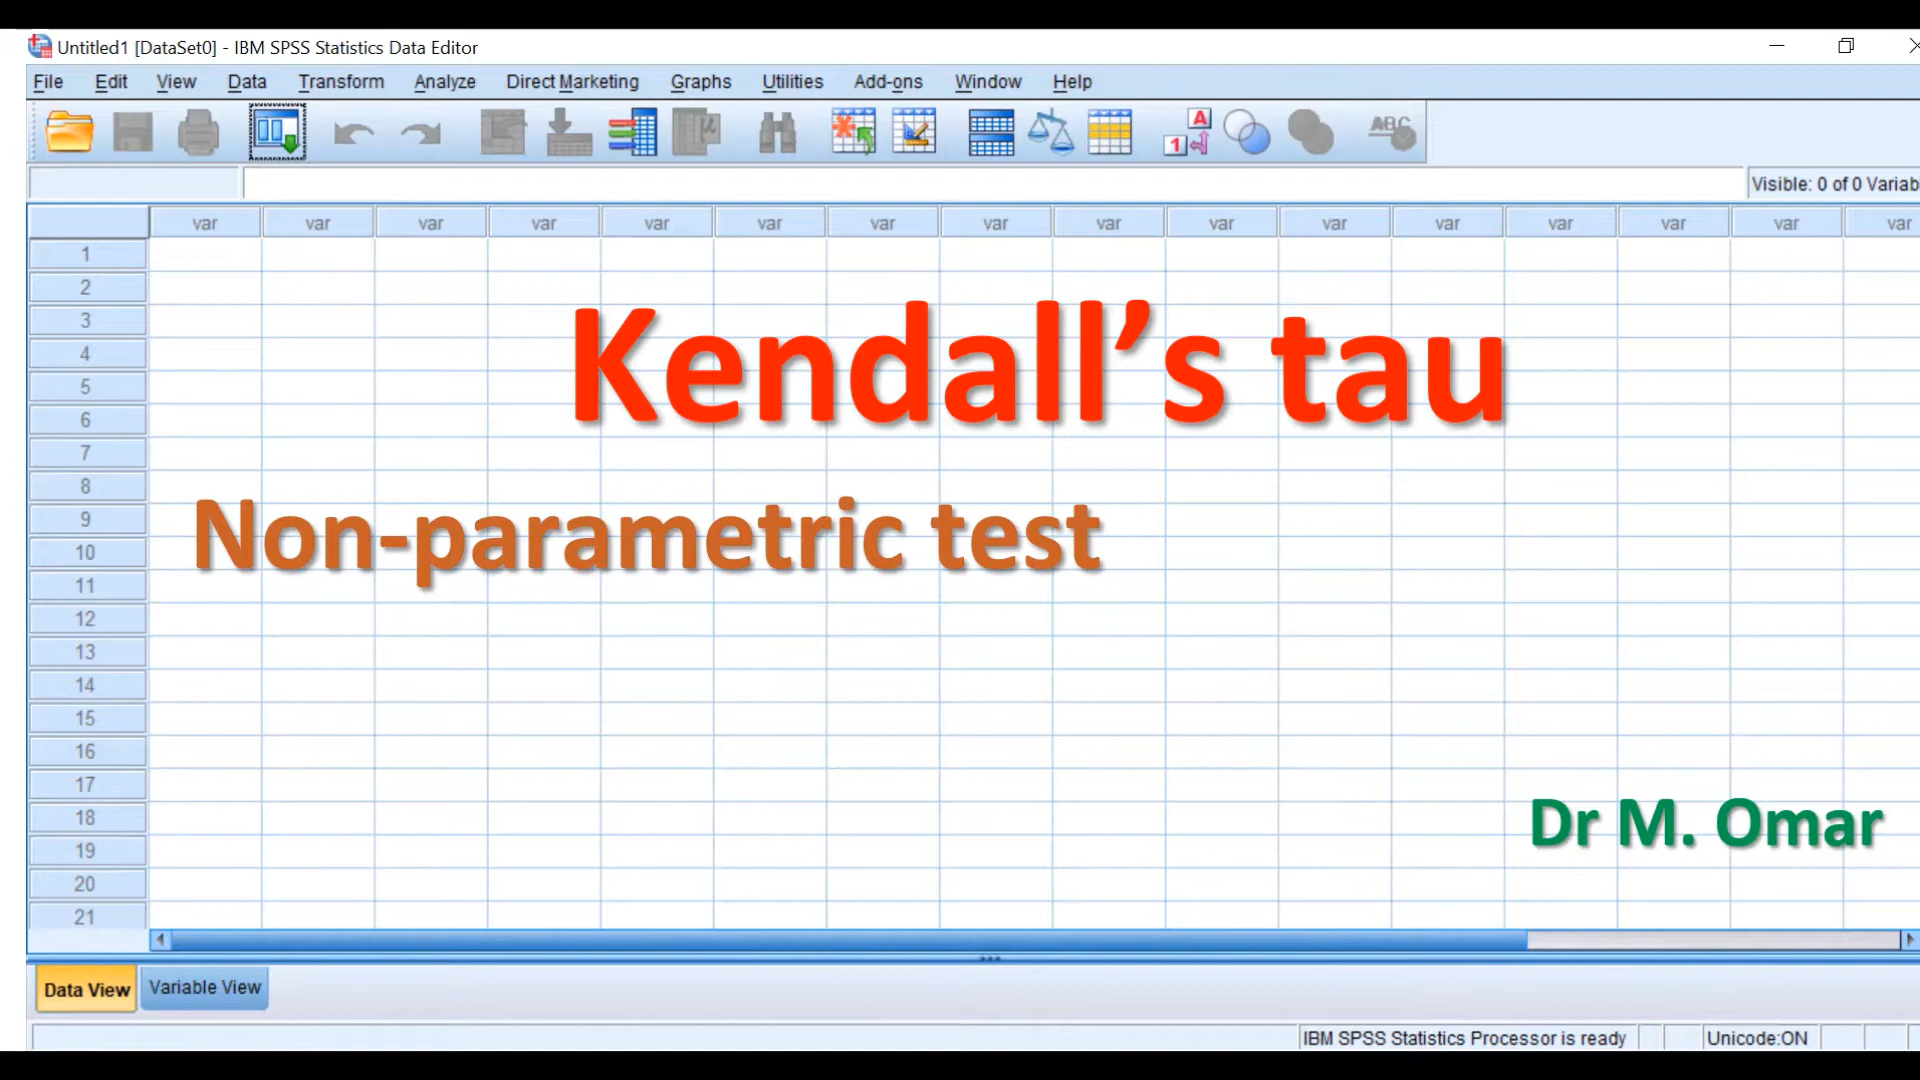 Untitled1 [DataSet0] - IBM SPSS Statistics Data Editor
File Edit View Data Transform Analyze Direct Marketing Graphs Utilities Add-ons Window Help
A
1
ABC
Visible: 0 of 0 Variab
var var var var var var var var var var var var var var var var
1
2
3
4
5
6
7
8
9
10
11
12
13
14
15
16
17
18
19
20
21
Kendall’s tau
Non-parametric test
Dr M. Omar
Data View Variable View
IBM SPSS Statistics Processor is ready Unicode:ON